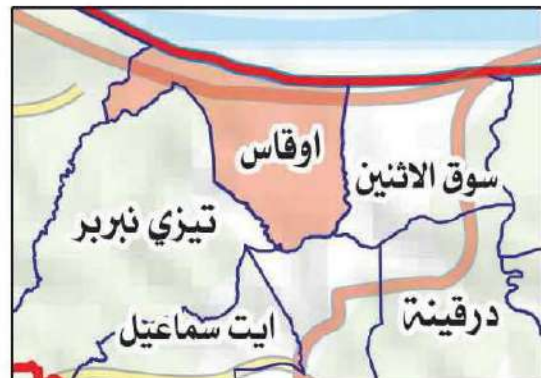 اوقاس
سوق الاثنين
تيزي نبربر
درقينة
ايت سماعيل